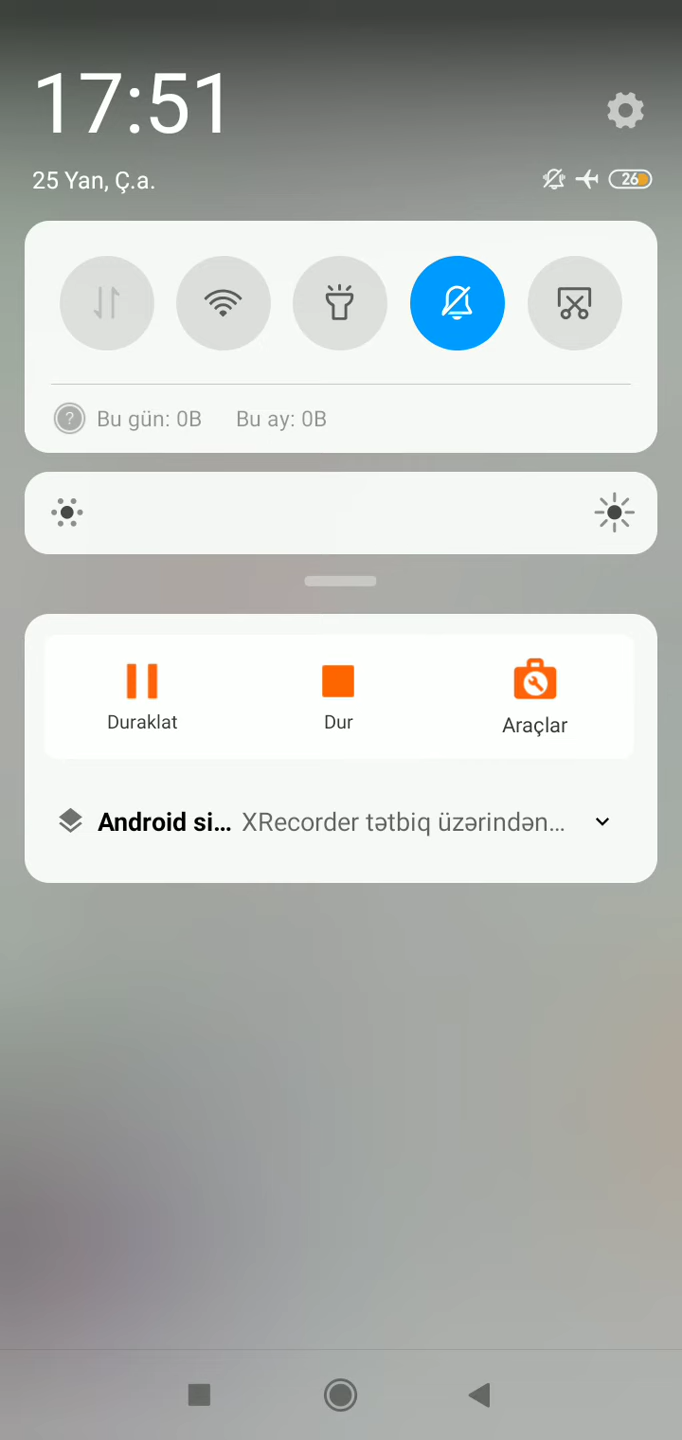 17:51
25 Yan, Ç.a.
26
Bu gün: 0B Bu ay: 0B
Duraklat Dur Araçlar
Android si... XRecorder tətbiq üzərindən...